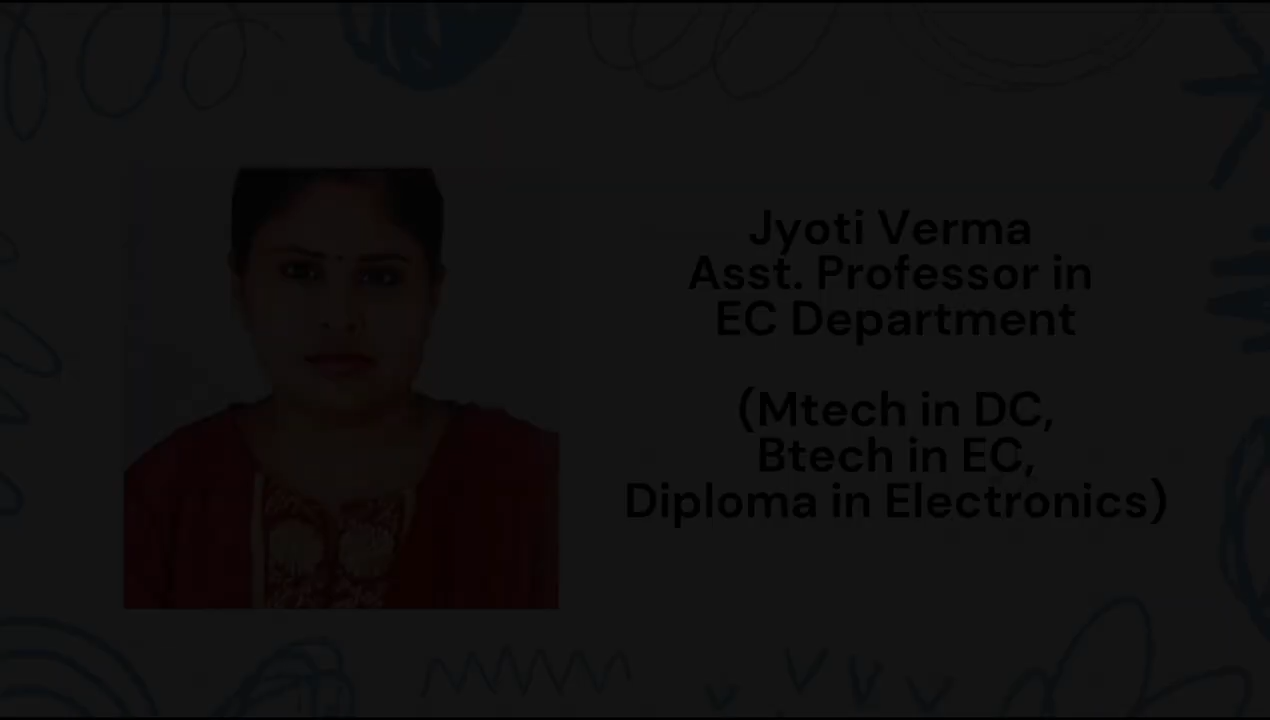 Jyoti Verma
Asst. Professor in
EC Department
(Mtech in DC,
Btech in EC,
Diploma in Electronics)